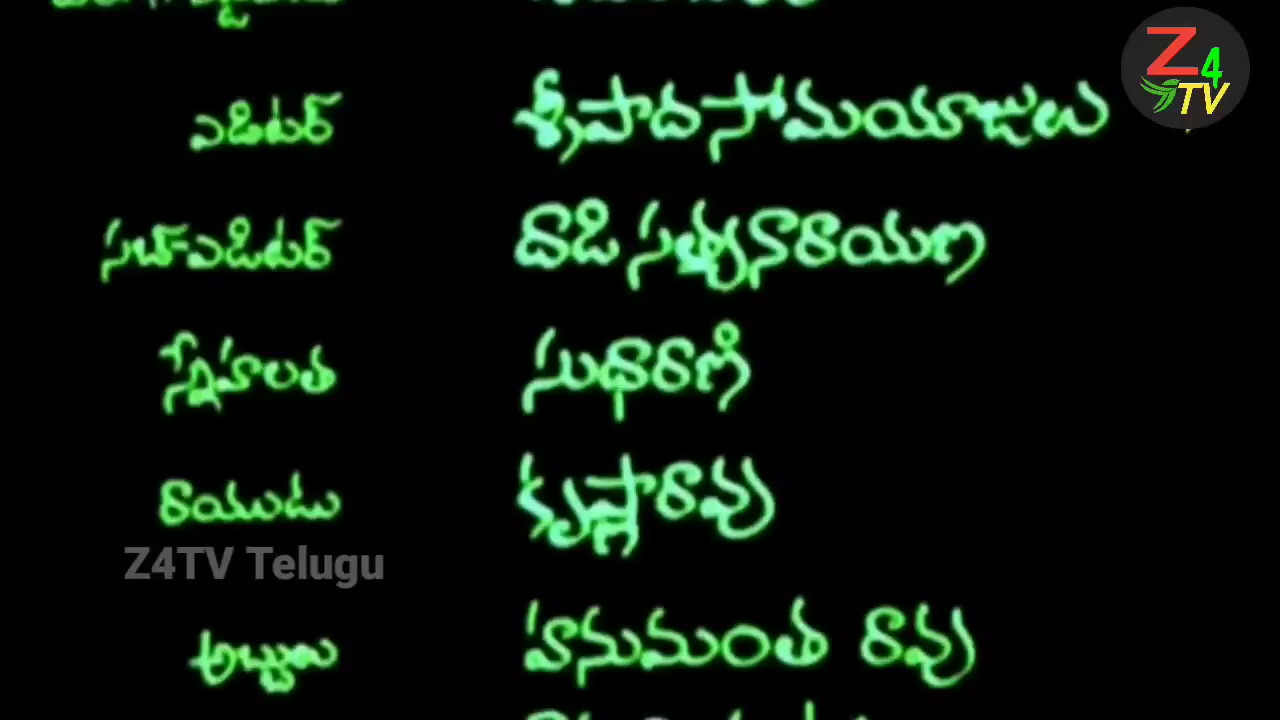 Z4TV
ఎడిటర్ శ్రీపాద సోమయాజులు
సబ్-ఎడిటర్ దాడి సత్యనారాయణ
స్నేహలత సుధారాణి
రాయుడు కృష్ణారావు
Z4TV Telugu
అబ్బులు హనుమంత రావు